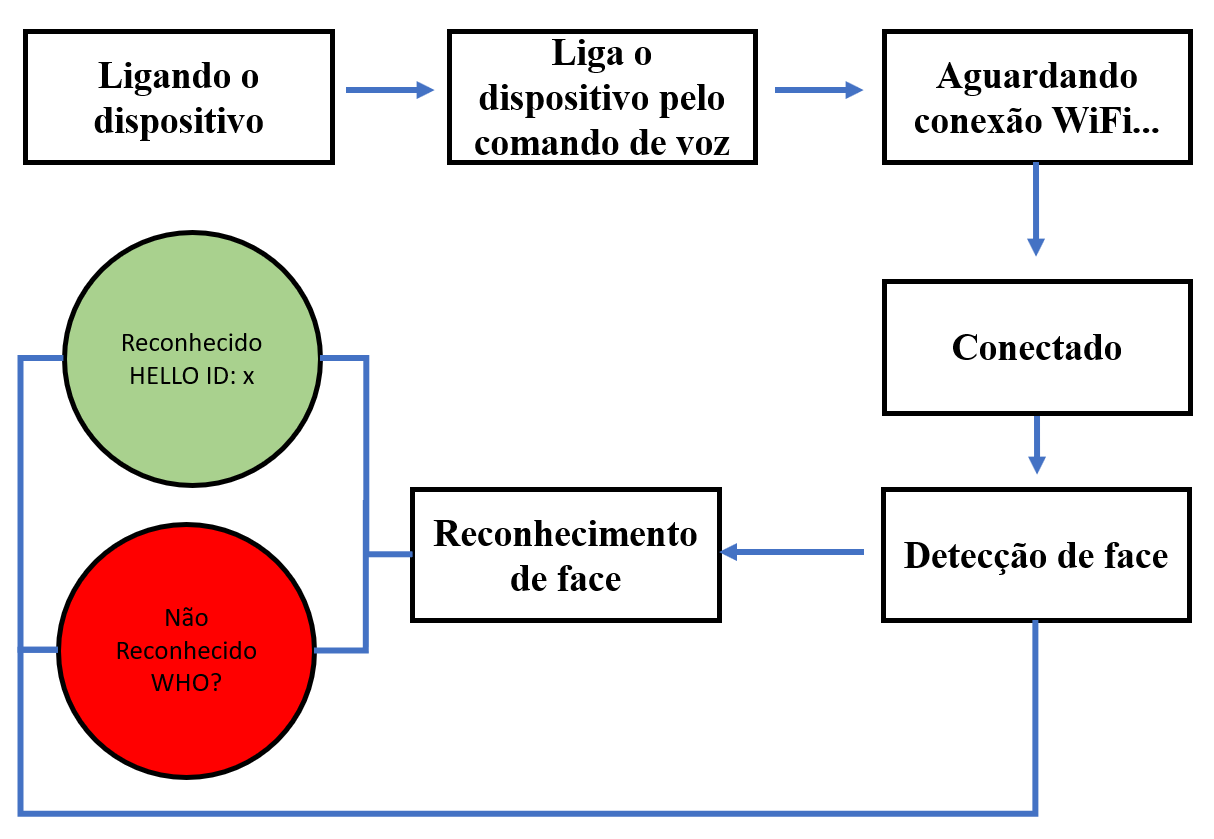 Ligando o
dispositivo
Liga o
dispositivo pelo
comando de voz
Aguardando
conexão WiFi...
Conectado
Detecção de face
Reconhecimento
de face
Reconhecido
HELLO ID: x
Não
Reconhecido
WHO?